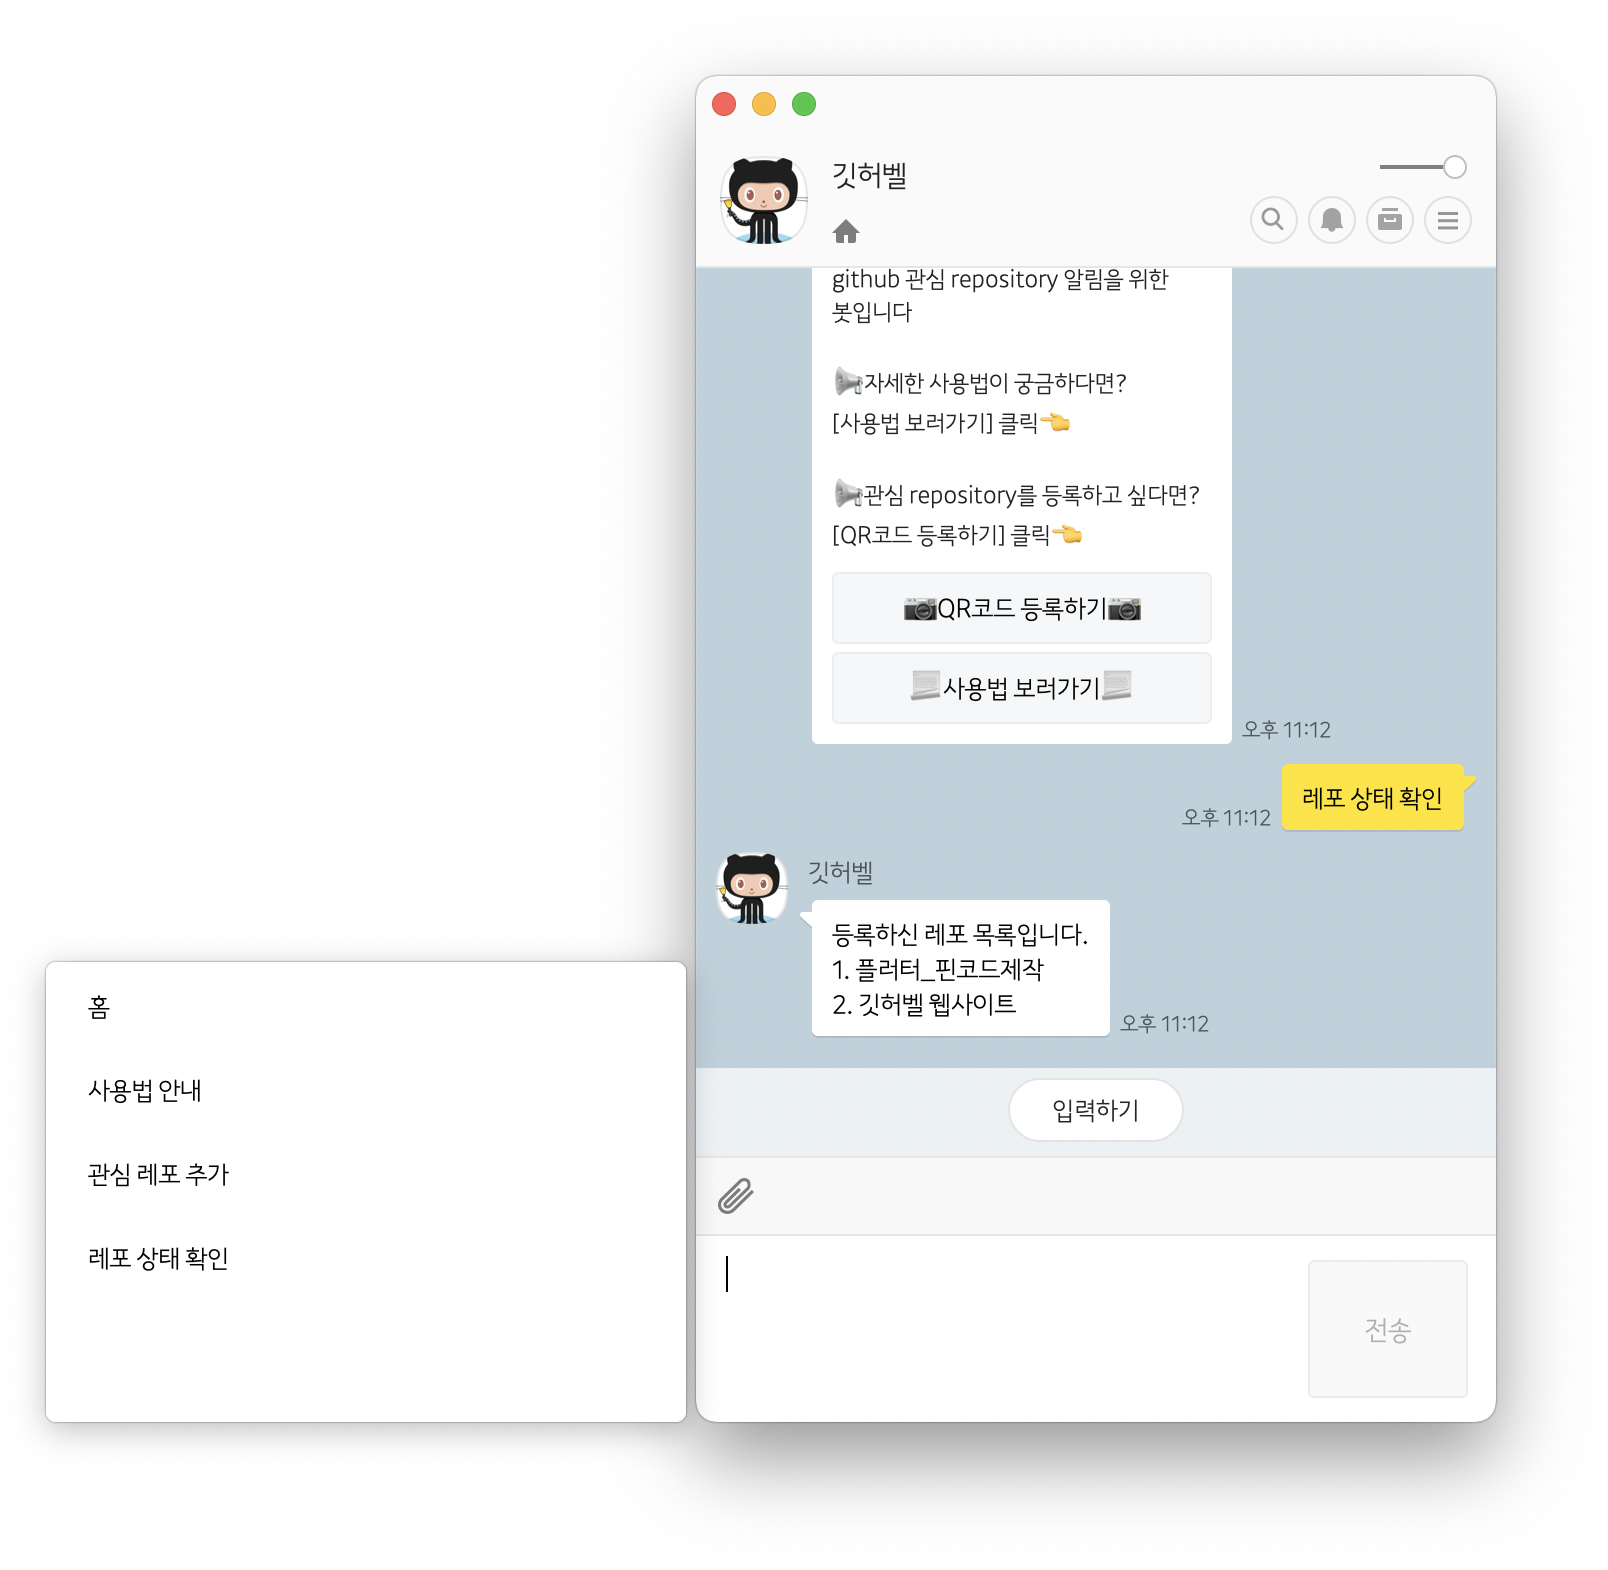 깃허벨
github 관심 repository 알림을 위한
봇입니다
자세한 사용법이 궁금하다면?
[사용법 보러가기] 클릭👈
관심 repository를 등록하고 싶다면?
[QR코드 등록하기] 클릭👈
📷QR코드 등록하기📷
📜사용법 보러가기📜
오후 11:12
레포 상태 확인
오후 11:12
깃허벨
등록하신 레포 목록입니다.
1. 플러터_핀코드제작
2. 깃허벨 웹사이트
오후 11:12
입력하기
전송
홈
사용법 안내
관심 레포 추가
레포 상태 확인